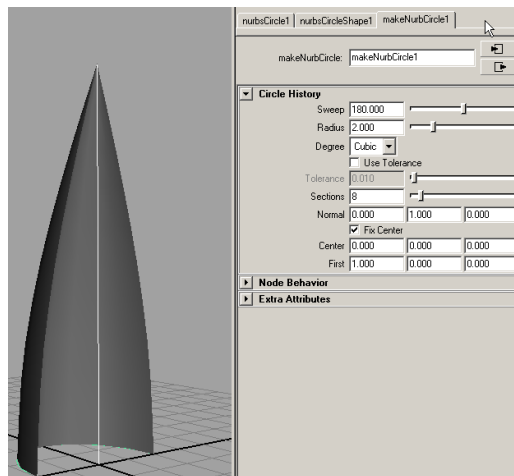 nurbsCircle1 nurbsCircleShape1 makeNurbCircle1
makeNurbCircle: makeNurbCircle1
Circle History
Sweep 180.000
Radius 2.000
Degree Cubic
Use Tolerance
Tolerance 0.010
Sections 8
Normal 0.000 1.000 0.000
Fix Center
Center 0.000 0.000 0.000
First 1.000 0.000 0.000
Node Behavior
Extra Attributes